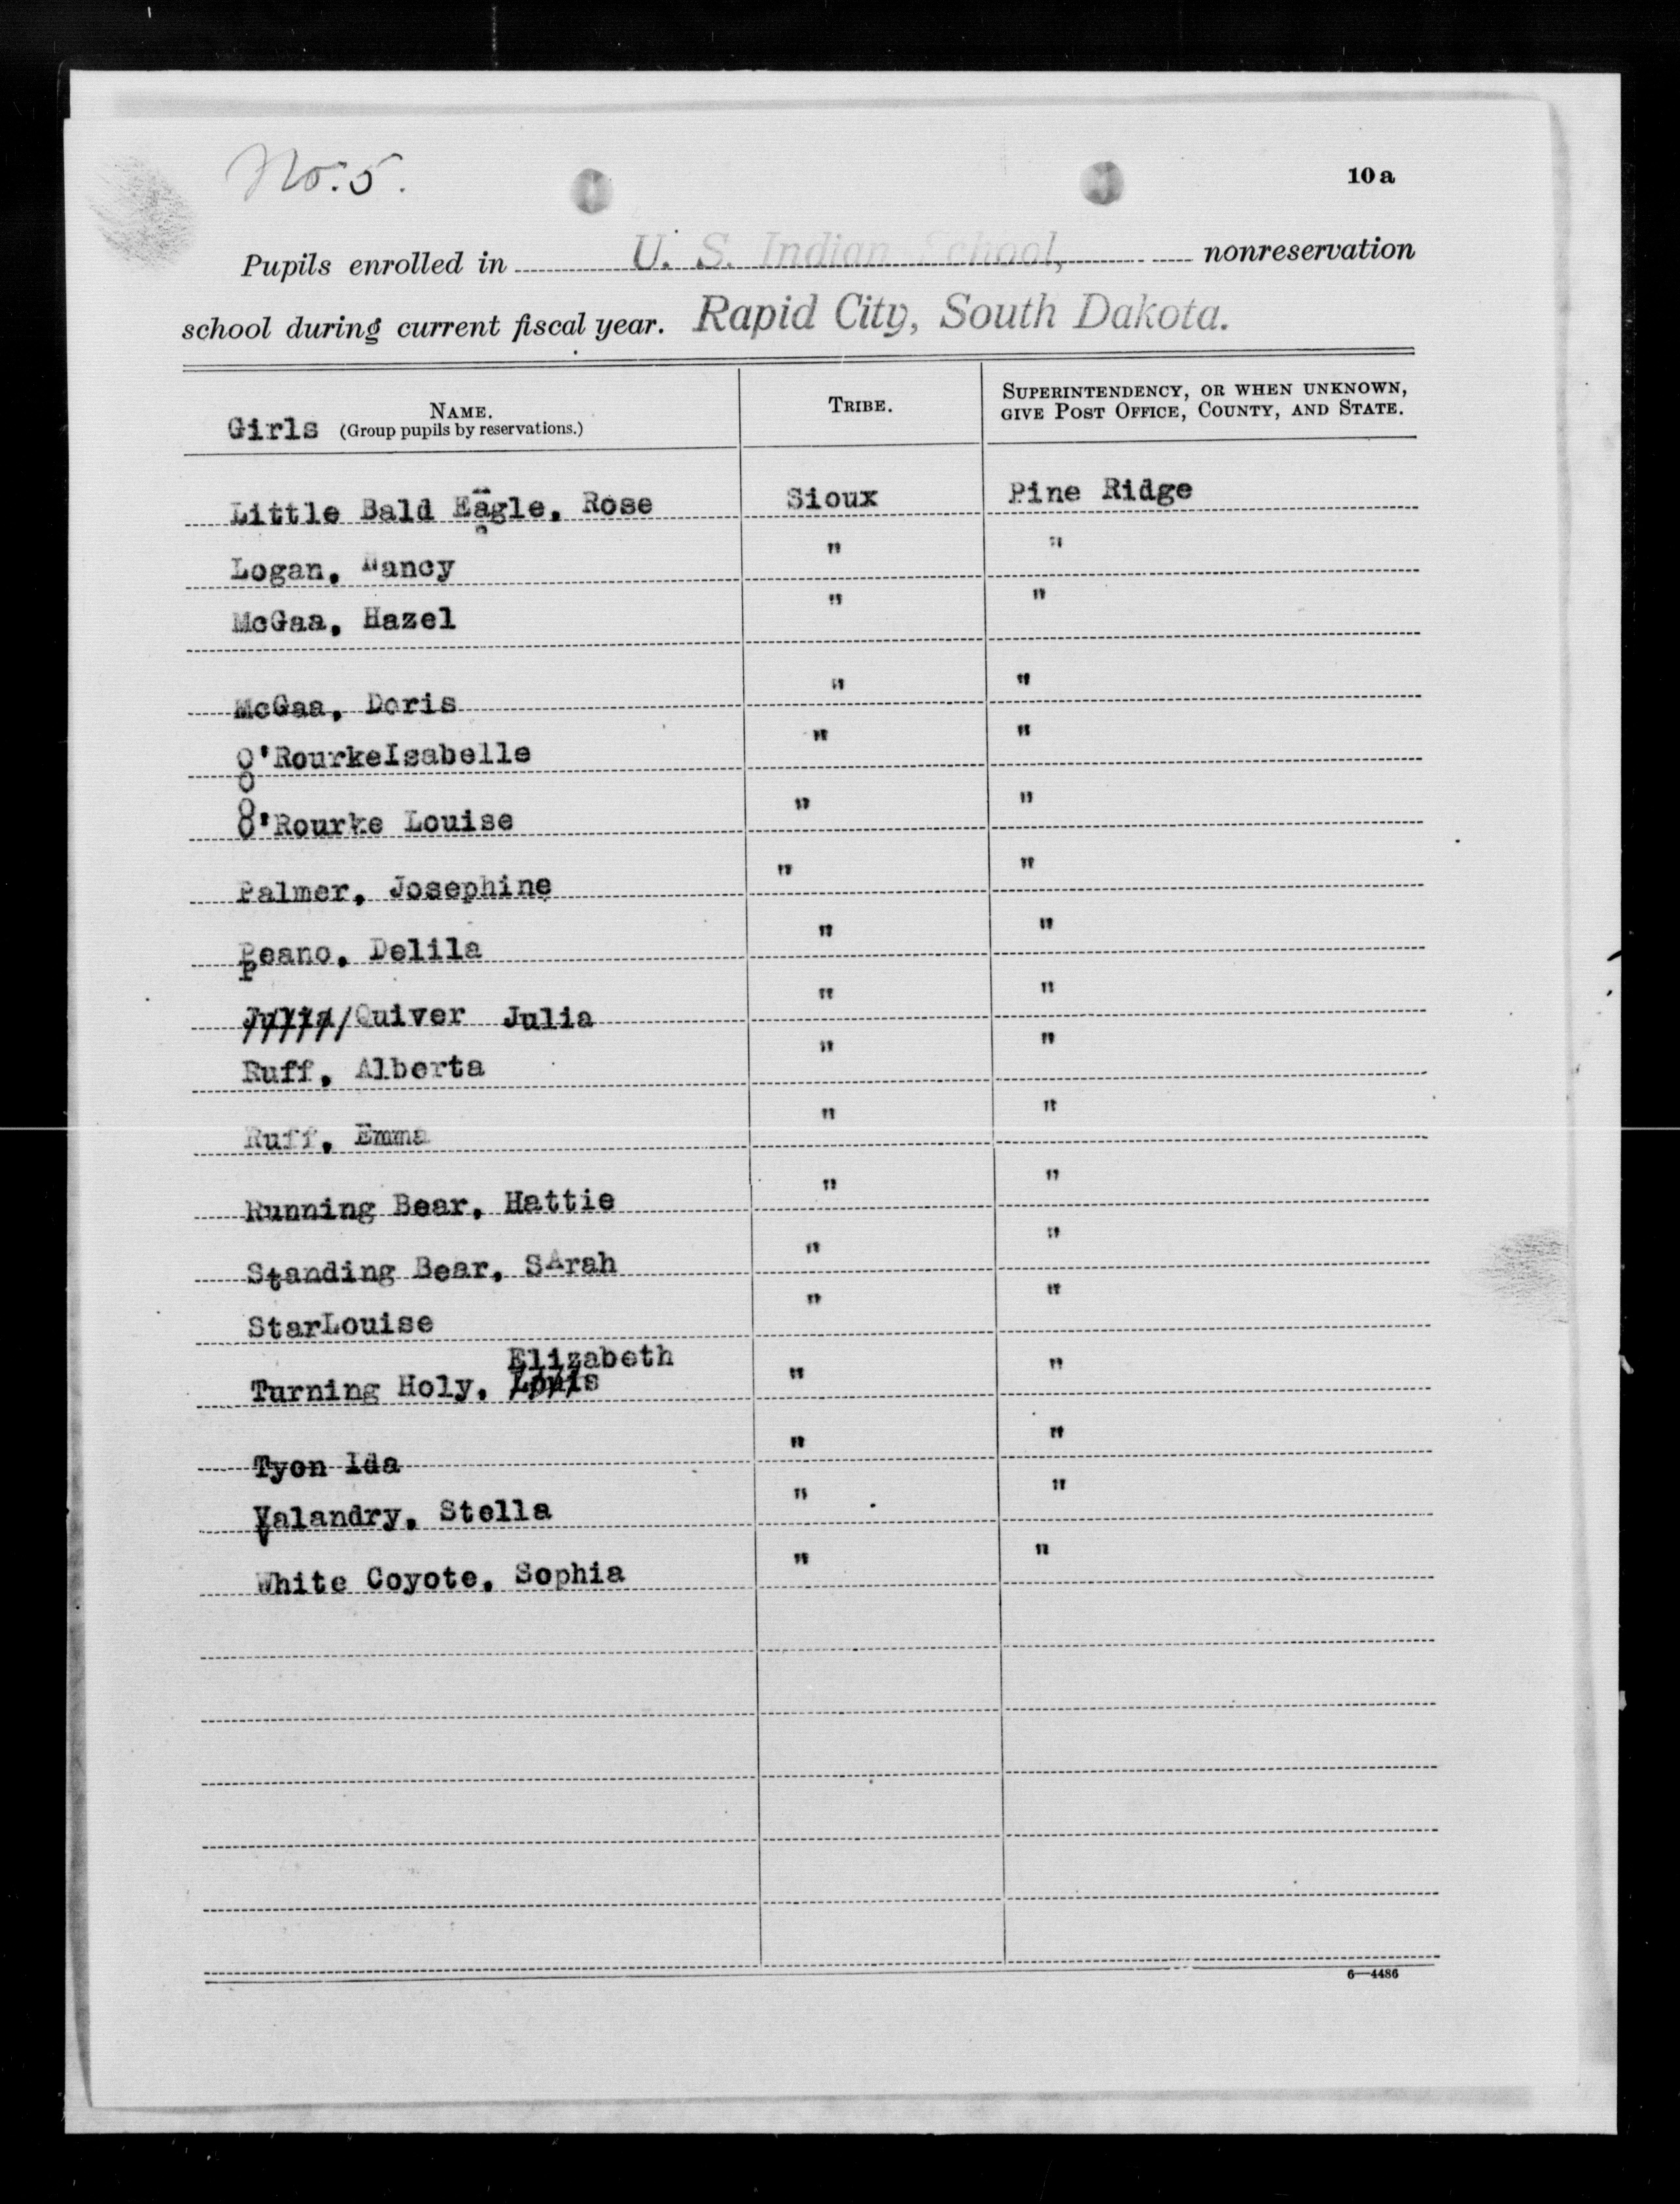 No. 5.
10 a
Pupils enrolled in U. S. Indian School, nonreservation
school during current fiscal year. Rapid City, South Dakota.
NAME.
Girls (Group pupils by reservations.)
TRIBE.
SUPERINTENDENCY, OR WHEN UNKNOWN,
GIVE POST OFFICE, COUNTY, AND STATE.
Little Bald Eagle, Rose Sioux Pine Ridge
Logan, Nancy " "
McGaa, Hazel " "
McGaa, Doris " "
O'RourkeIsabelle " "
O'Rourke Louise " "
Palmer, Josephine " "
Peano, Delila " "
Julia Quiver Julia " "
Ruff, Alberta " "
Ruff, Emma " "
Running Bear, Hattie " "
Standing Bear, SArah " "
StarLouise " "
Elizabeth
Turning Holy, Louis " "
Tyon Ida " "
Valandry, Stella " "
White Coyote, Sophia " "
6—4486